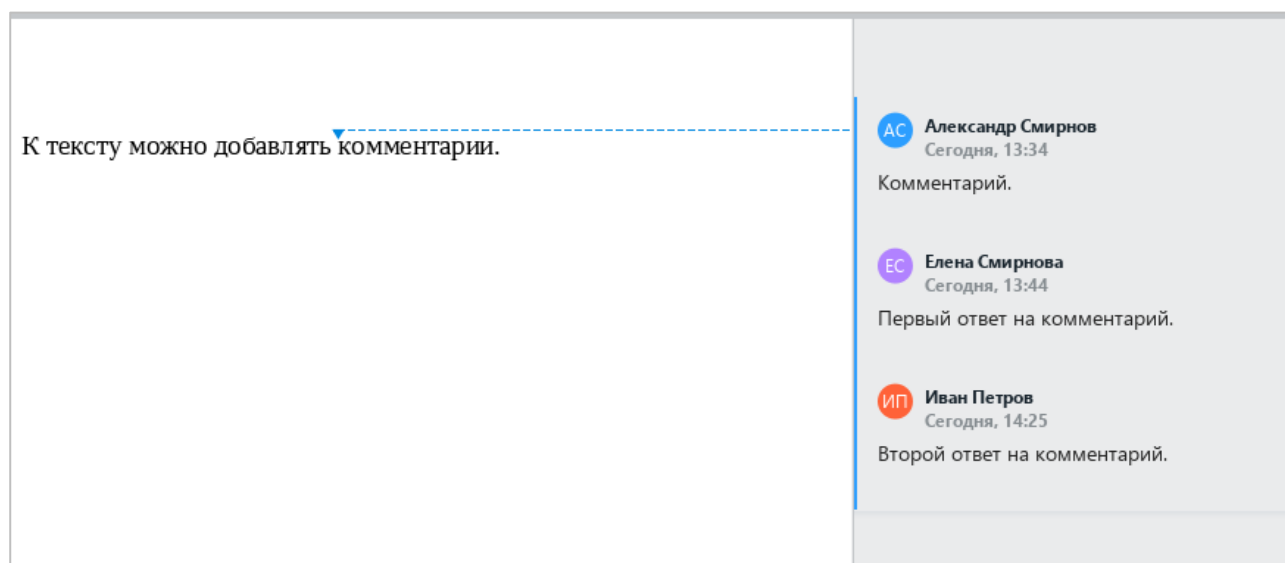 К тексту можно добавлять комментарии.
АС
Александр Смирнов
Сегодня, 13:34
Комментарий.
ЕС
Елена Смирнова
Сегодня, 13:44
Первый ответ на комментарий.
ИП
Иван Петров
Сегодня, 14:25
Второй ответ на комментарий.